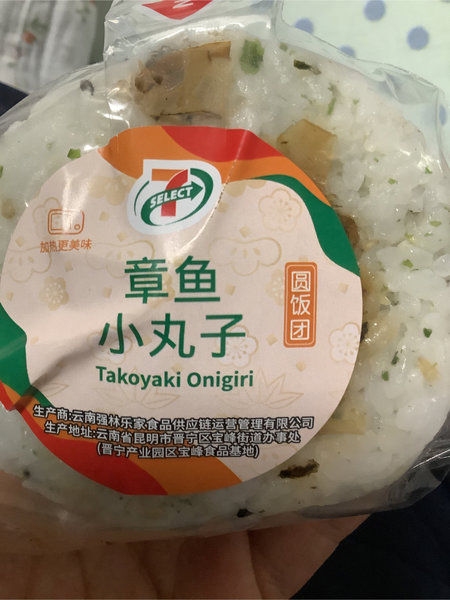 2
7
SELECT
加热更美味
章鱼
小丸子
圆饭团
Takoyaki Onigiri
生产商:云南强林乐家食品供应链运营管理有限公司
生产地址:云南省昆明市晋宁区宝峰街道办事处
(晋宁产业园区宝峰食品基地)